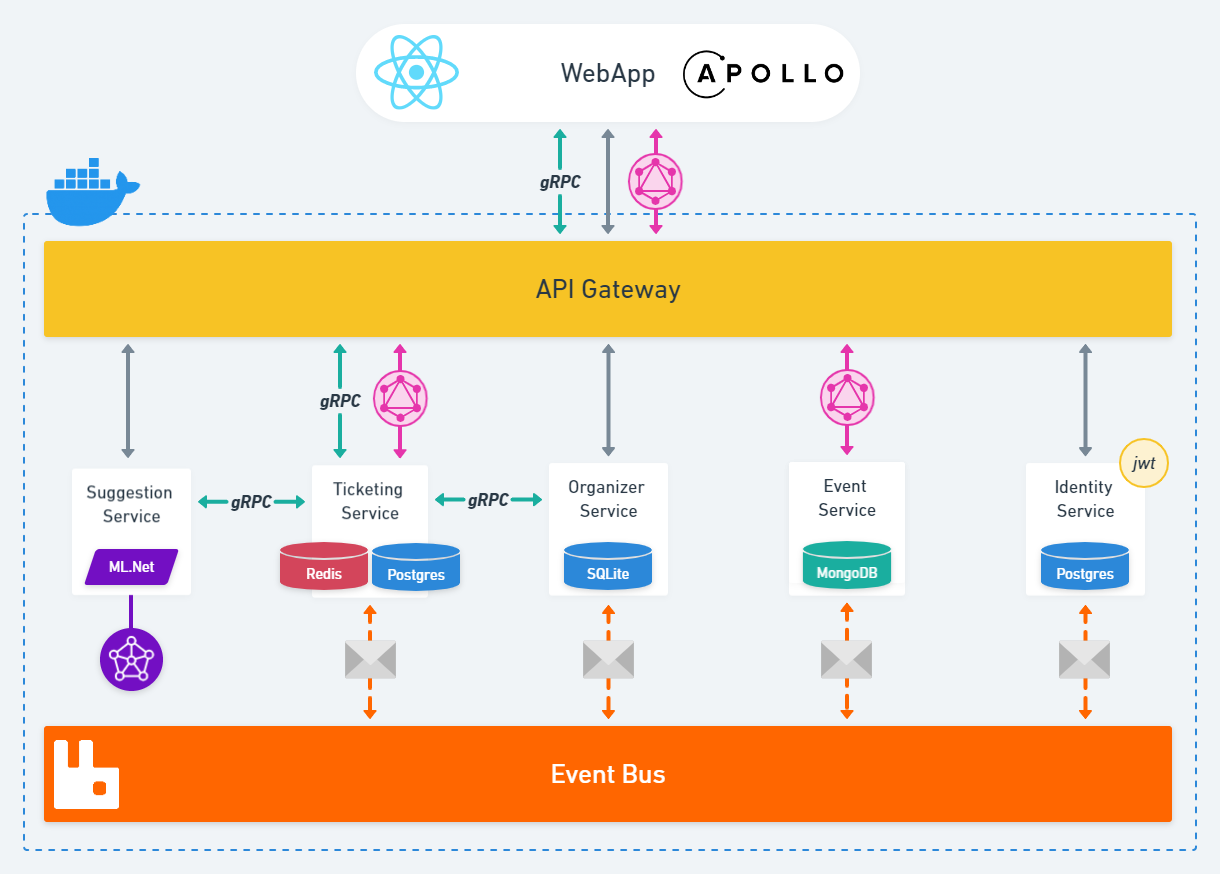 WebApp
APOLLO
gRPC
API Gateway
gRPC
jwt
Suggestion
Service
ML.Net
gRPC
Ticketing
Service
Redis
Postgres
gRPC
Organizer
Service
SQLite
Event
Service
MongoDB
Identity
Service
Postgres
Event Bus